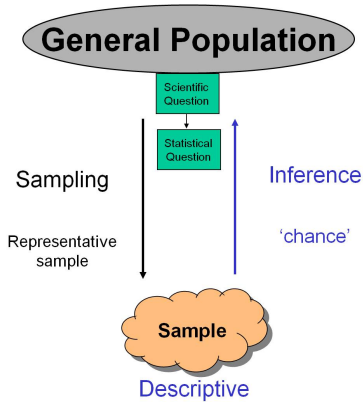 General Population
Scientific
Question
Statistical
Question
Sampling
Inference
Representative
sample
'chance'
Sample
Descriptive